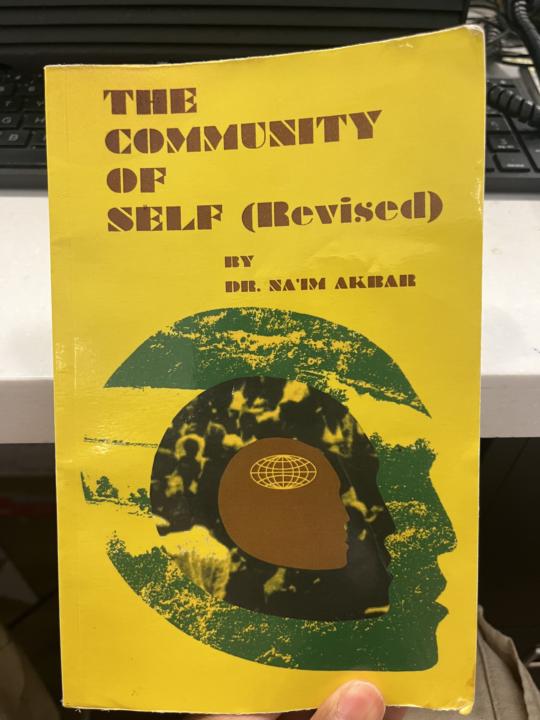 THE
COMMUNITY
OF
SELF (Revised)
BY
DR. NA'IM AKBAR